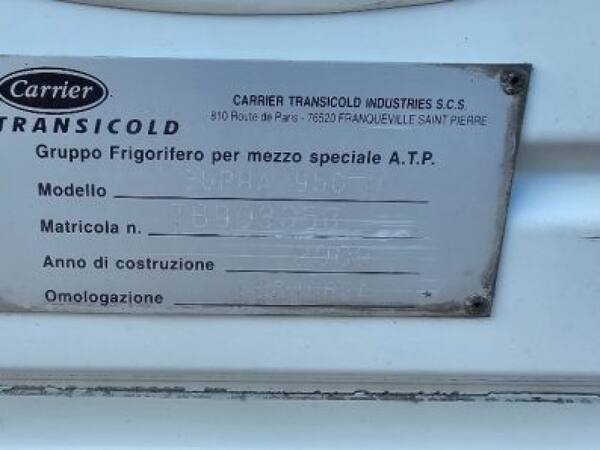 Carrier
TRANSICOLD
CARRIER TRANSICOLD INDUSTRIES S.C.S.
810 Route de Paris - 76520 FRANQUEVILLE SAINT PIERRE
Gruppo Frigorifero per mezzo speciale A.T.P.
Modello
Matricola n.
Anno di costruzione
Omologazione